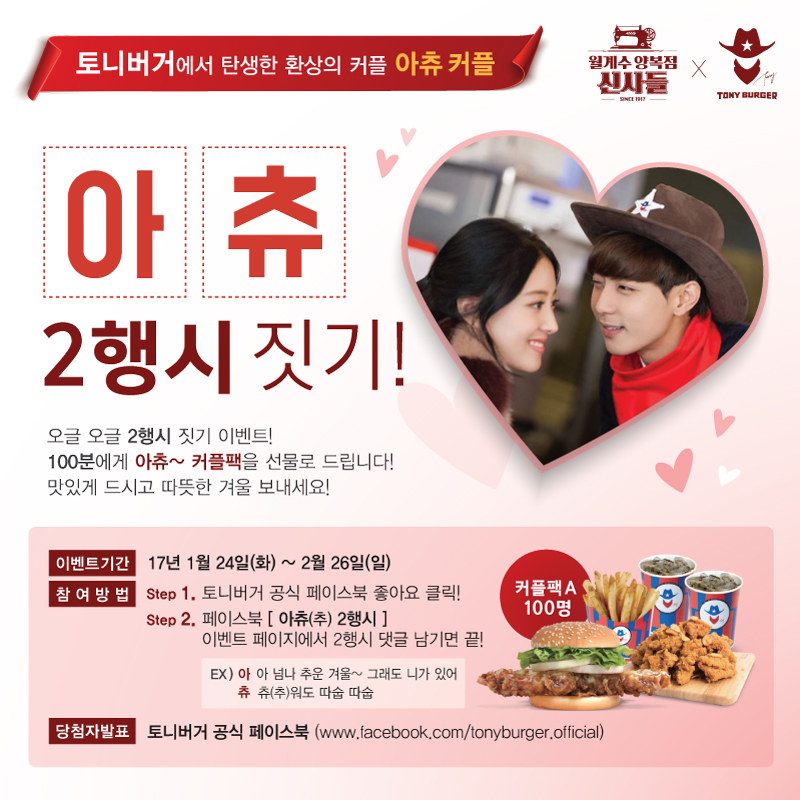 토니버거에서 탄생한 환상의 커플 아츄 커플
월계수 양복점
신사들
SINCE 1917
×
TONY BURGER
아 츄
2행시 짓기!
오글 오글 2행시 짓기 이벤트!
100분에게 아츄~ 커플팩을 선물로 드립니다!
맛있게 드시고 따뜻한 겨울 보내세요!
이벤트기간 17년 1월 24일(화) ~ 2월 26일(일)
참여방법 Step 1. 토니버거 공식 페이스북 좋아요 클릭!
Step 2. 페이스북 [ 아츄(추) 2행시 ]
이벤트 페이지에서 2행시 댓글 남기면 끝!
EX) 아 아 넘나 추운 겨울~ 그래도 니가 있어
츄 츄(추)워도 따숩 따숩
커플팩A
100명
당첨자발표 토니버거 공식 페이스북 (www.facebook.com/tonyburger.official)